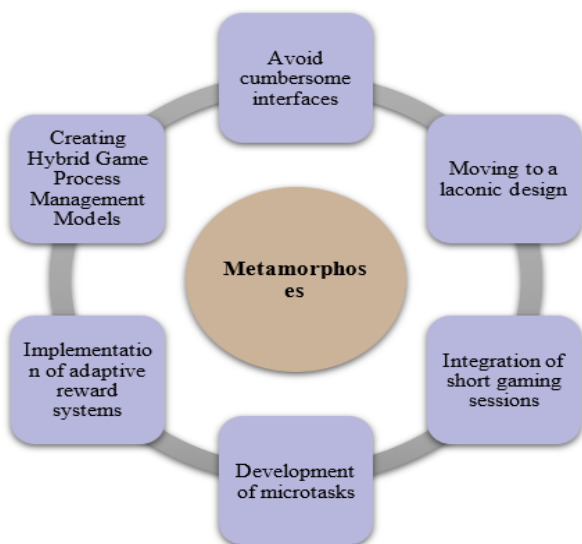 Avoid
cumbersome
interfaces
Moving to a
laconic design
Integration of
short gaming
sessions
Development
of microtasks
Implementatio
n of adaptive
reward
systems
Creating
Hybrid Game
Process
Management
Models
Metamorphos
es